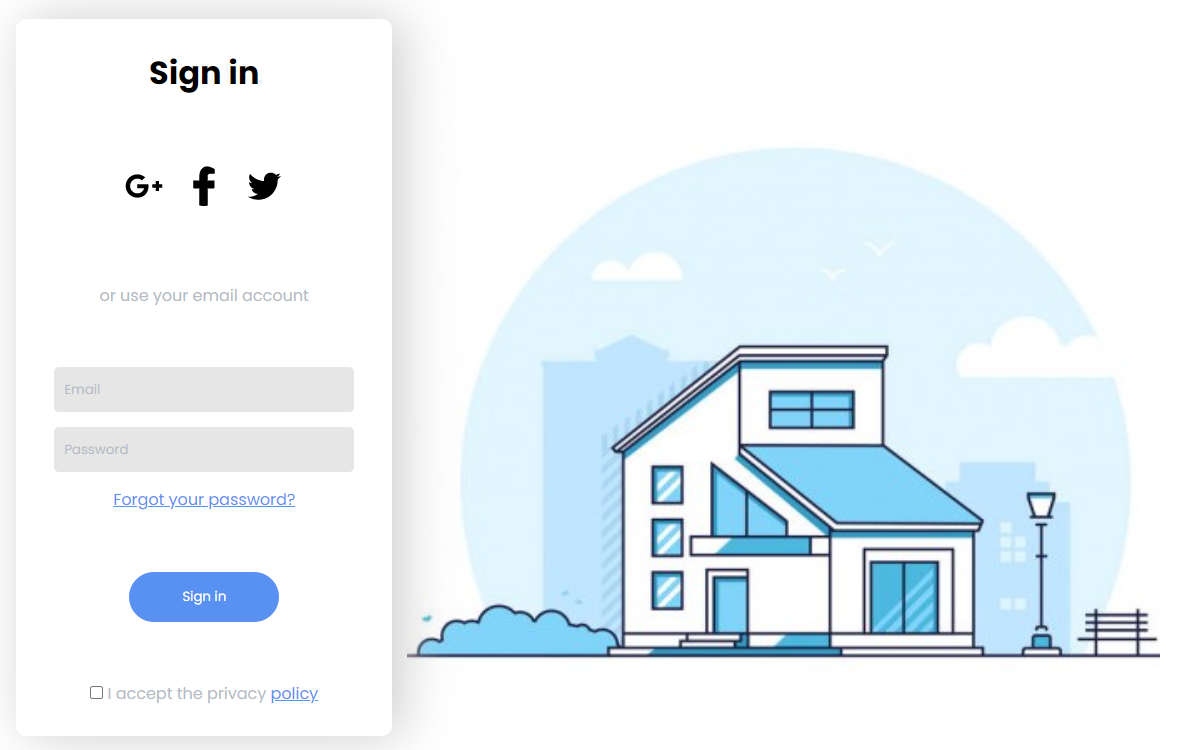 Sign in
G+
or use your email account
Email
Password
Forgot your password?
Sign in
I accept the privacy policy